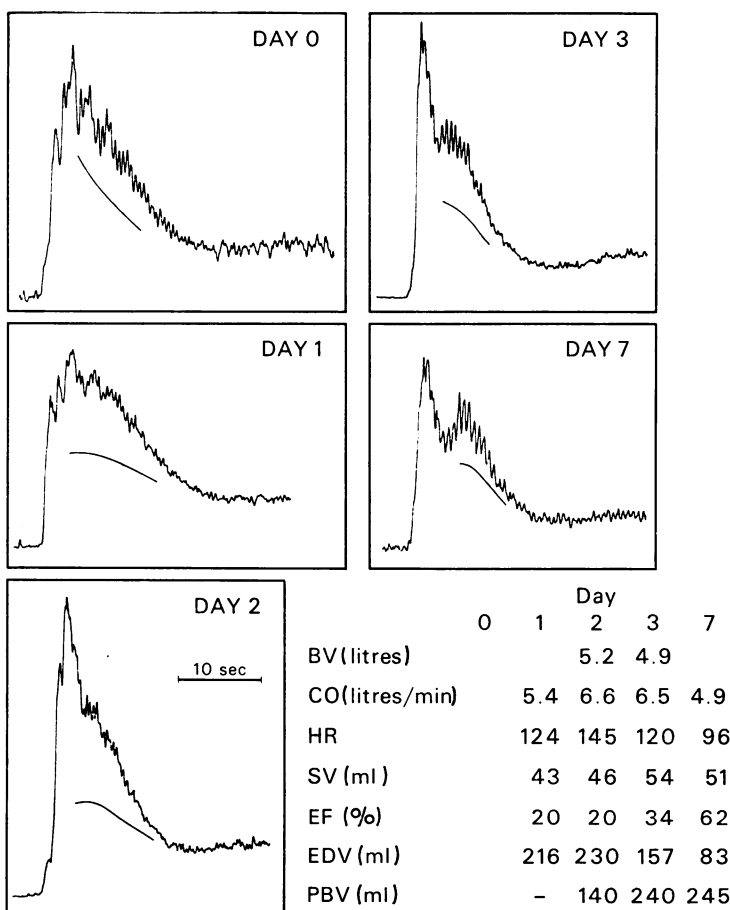 DAY 0
DAY 3
DAY 1
DAY 7
DAY 2
10 sec
Day
0 1 2 3 7
BV (litres) 5.2 4.9
CO (litres/min) 5.4 6.6 6.5 4.9
HR 124 145 120 96
SV (ml) 43 46 54 51
EF (%) 20 20 34 62
EDV (ml) 216 230 157 83
PBV (ml) – 140 240 245